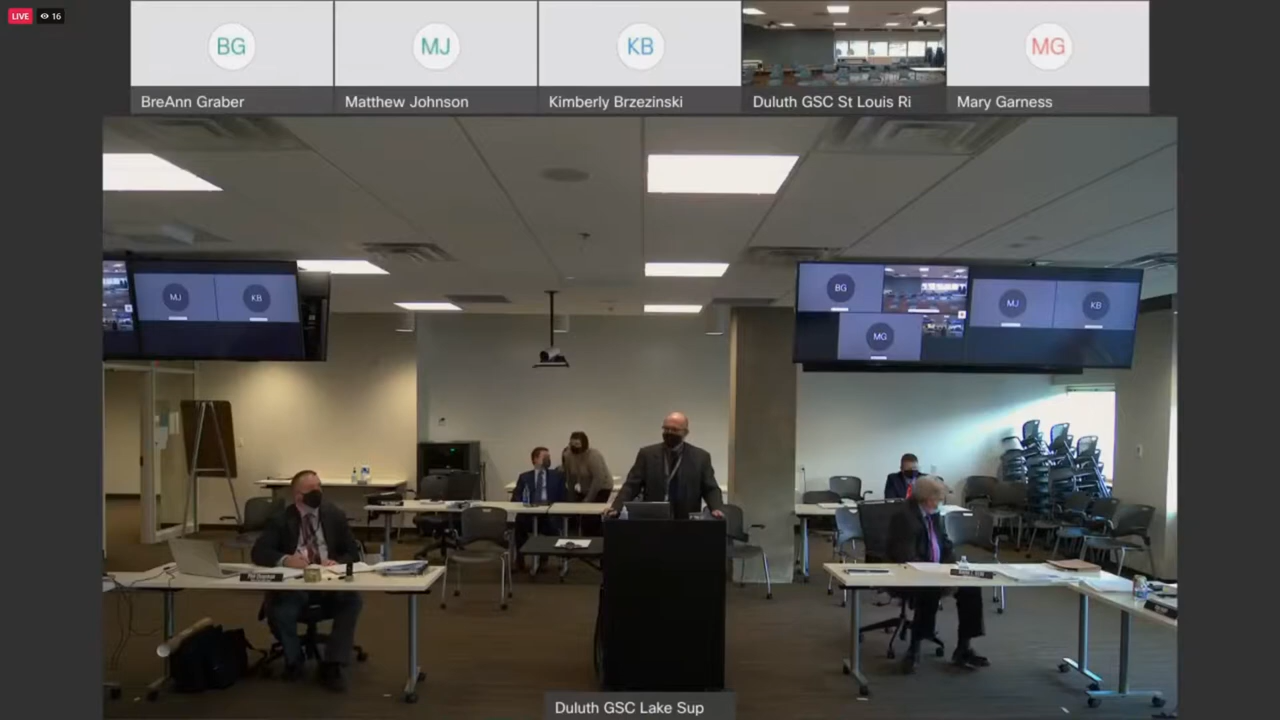 LIVE 16
BG
MJ
KB
MG
BreAnn Graber
Matthew Johnson
Kimberly Brzezinski
Duluth GSC St Louis Ri
Mary Garness
MJ
KB
BG
MJ
KB
MG
Duluth GSC Lake Sup